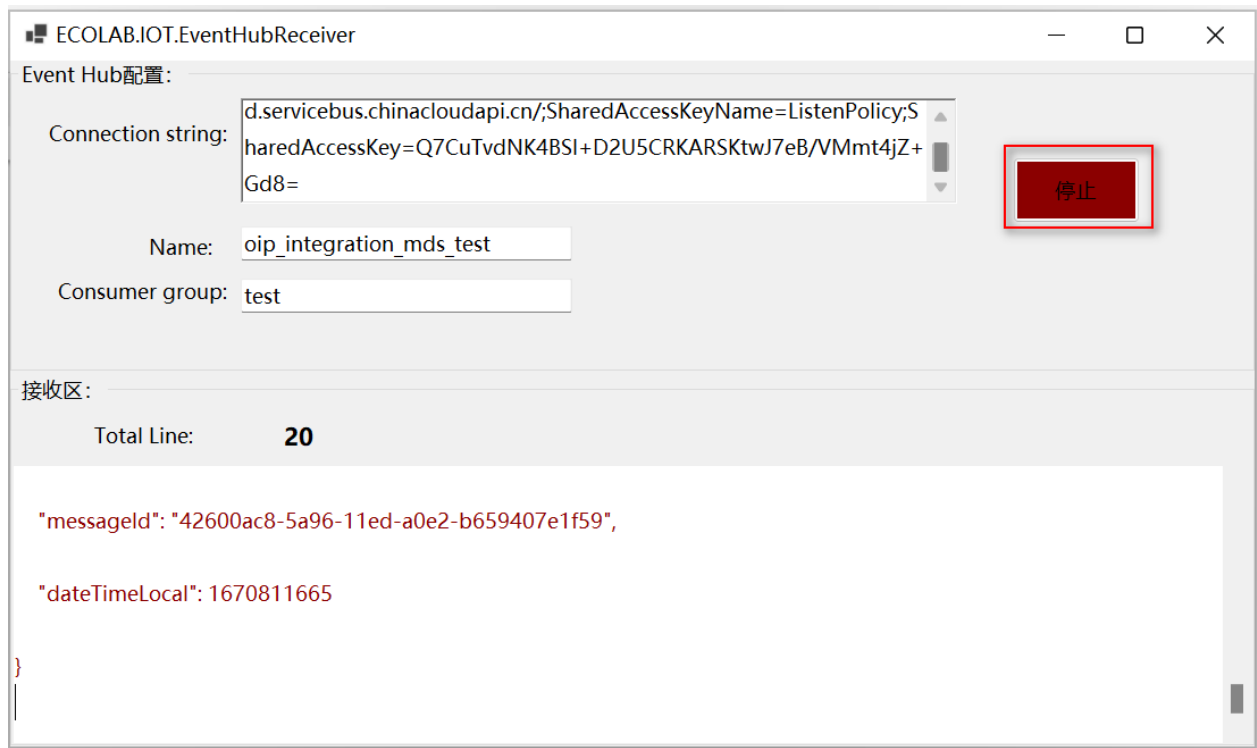 ECOLAB.IOT.EventHubReceiver
Event Hub配置：
Connection string:
d.servicebus.chinacloudapi.cn/;SharedAccessKeyName=ListenPolicy;S
haredAccessKey=Q7CuTvdNK4BSI+D2U5CRKARSKtwJ7eB/VMmt4jZ+
Gd8=
停止
Name: oip_integration_mds_test
Consumer group: test
接收区：
Total Line: 20
"messageId": "42600ac8-5a96-11ed-a0e2-b659407e1f59",
"dateTimeLocal": 1670811665
}